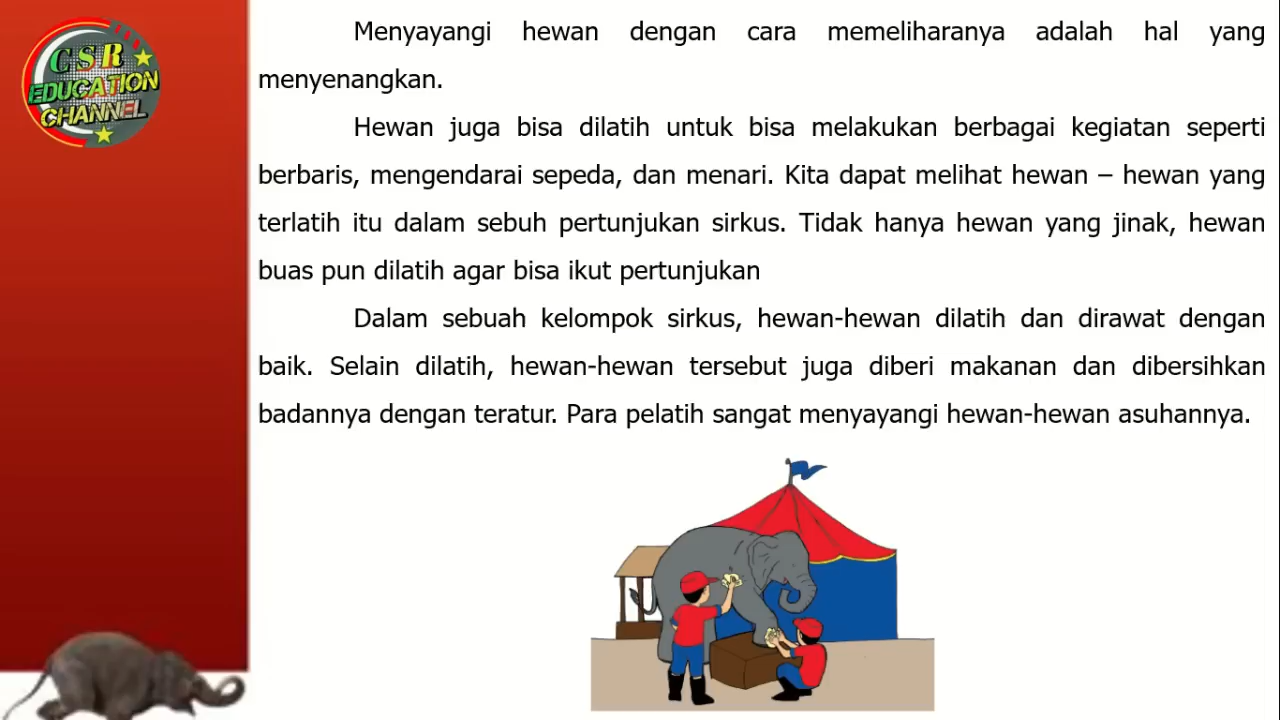 CSR
EDUCATION
CHANNEL
Menyayangi hewan dengan cara memeliharanya adalah hal yang
menyenangkan.
Hewan juga bisa dilatih untuk bisa melakukan berbagai kegiatan seperti
berbaris, mengendarai sepeda, dan menari. Kita dapat melihat hewan – hewan yang
terlatih itu dalam sebuh pertunjukan sirkus. Tidak hanya hewan yang jinak, hewan
buas pun dilatih agar bisa ikut pertunjukan
Dalam sebuah kelompok sirkus, hewan-hewan dilatih dan dirawat dengan
baik. Selain dilatih, hewan-hewan tersebut juga diberi makanan dan dibersihkan
badannya dengan teratur. Para pelatih sangat menyayangi hewan-hewan asuhannya.